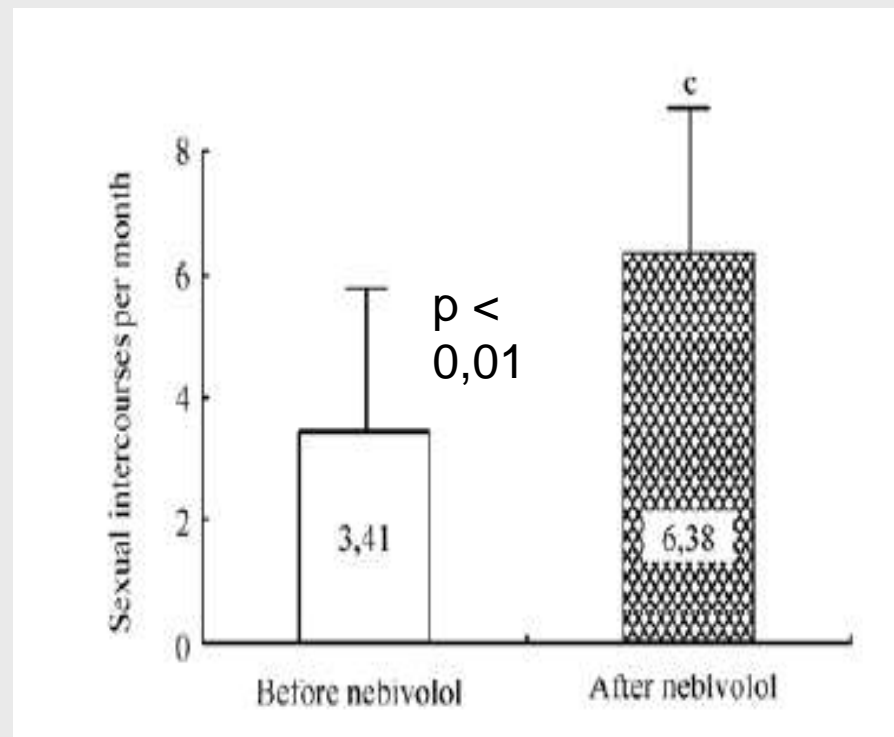 c
8
6
4
2
0
Sexual intercourses per month
p <
0,01
3,41
6,38
Before nebivolol
After nebivolol